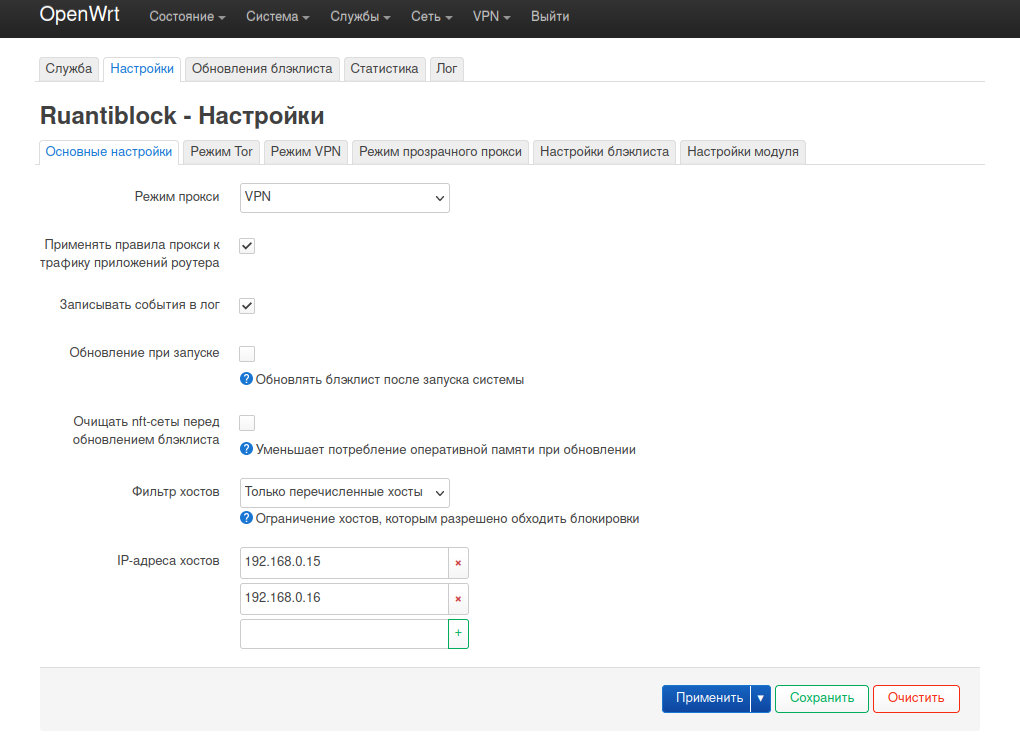 OpenWrt Состояние Система Службы Сеть VPN Выйти
Служба Настройки Обновления блэклиста Статистика Лог
Ruantiblock - Настройки
Основные настройки Режим Tor Режим VPN Режим прозрачного прокси Настройки блэклиста Настройки модуля
Режим прокси VPN
Применять правила прокси к
трафику приложений роутера
Записывать события в лог
Обновление при запуске
Обновлять блэклист после запуска системы
Очищать nft-сеты перед
обновлением блэклиста
Уменьшает потребление оперативной памяти при обновлении
Фильтр хостов Только перечисленные хосты
Ограничение хостов, которым разрешено обходить блокировки
IP-адреса хостов 192.168.0.15 ×
192.168.0.16 ×
+
Применить ▼ Сохранить Очистить